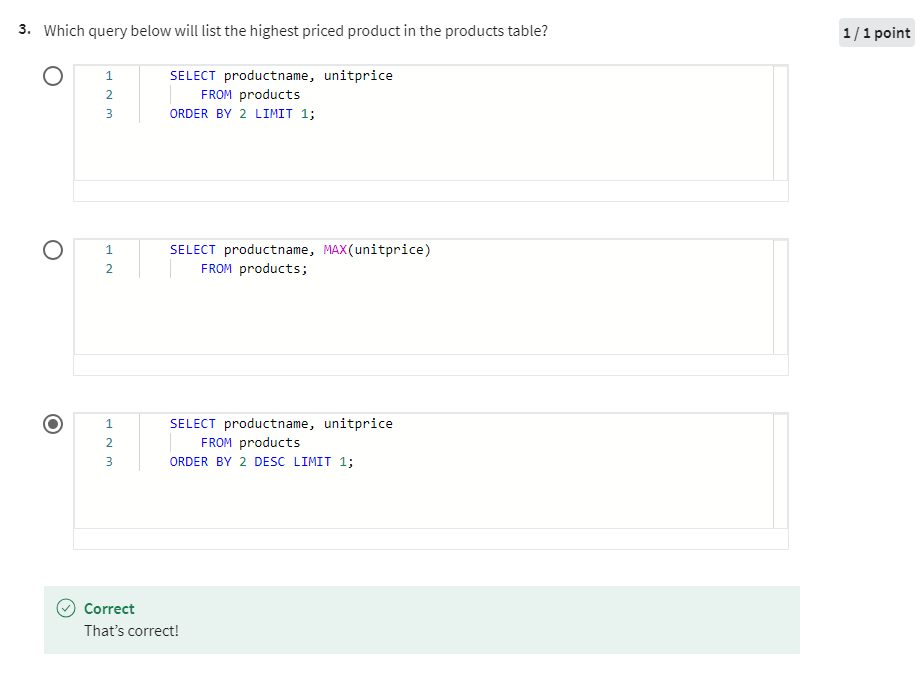 3. Which query below will list the highest priced product in the products table?
1 / 1 point
1 SELECT productname, unitprice
2 FROM products
3 ORDER BY 2 LIMIT 1;
1 SELECT productname, MAX(unitprice)
2 FROM products;
1 SELECT productname, unitprice
2 FROM products
3 ORDER BY 2 DESC LIMIT 1;
Correct
That's correct!